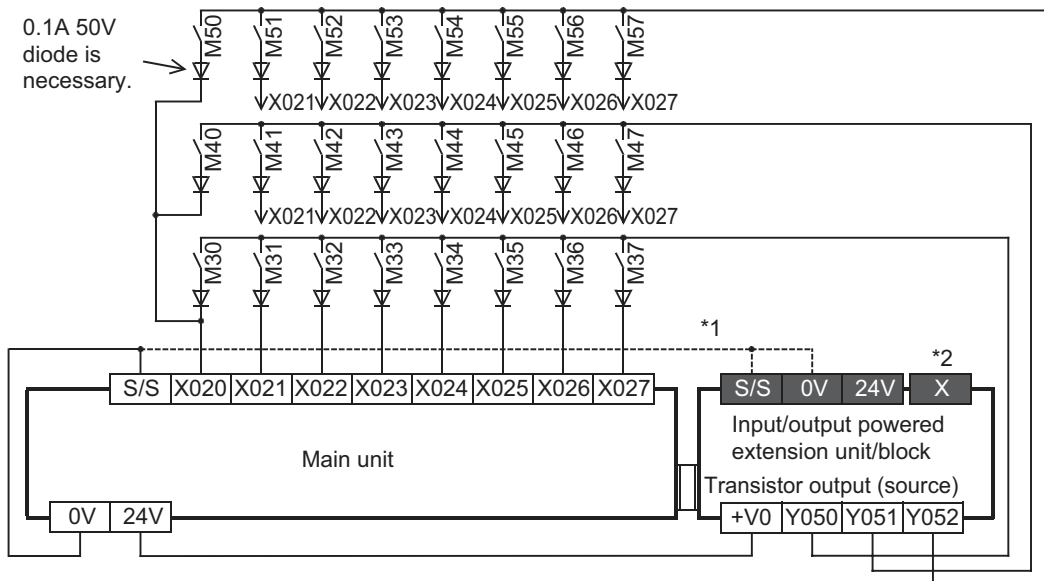 0.1A 50V
diode is
necessary.
M50 M51 M52 M53 M54 M55 M56 M57
X021 X022 X023 X024 X025 X026 X027
M40 M41 M42 M43 M44 M45 M46 M47
X021 X022 X023 X024 X025 X026 X027
M30 M31 M32 M33 M34 M35 M36 M37
*1
*2
S/S X020 X021 X022 X023 X024 X025 X026 X027
S/S 0V 24V X
Main unit
Input/output powered
extension unit/block
Transistor output (source)
0V 24V
+V0 Y050 Y051 Y052